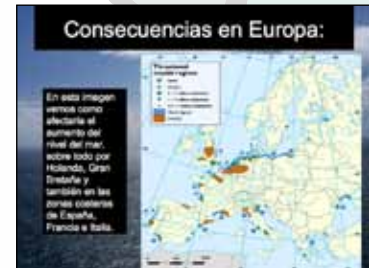 Consecuencias en Europa:
En esta imagen
vemos como
afectaría el
aumento del
nivel del mar,
sobre todo por
Holanda, Gran
Bretaña y
también en las
zonas costeras
de España,
Francia e Italia.